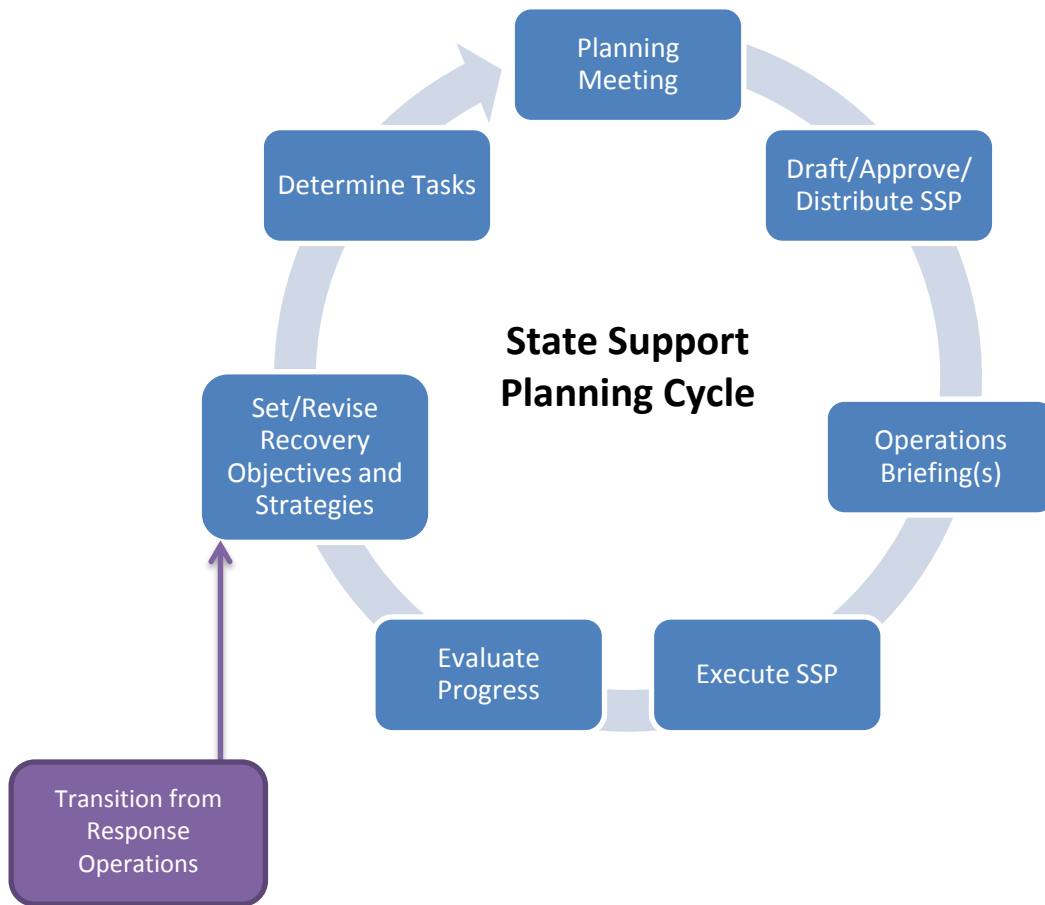 Planning
Meeting
Draft/Approve/
Distribute SSP
Operations
Briefing(s)
Execute SSP
Evaluate
Progress
Set/Revise
Recovery
Objectives and
Strategies
Determine Tasks
State Support
Planning Cycle
Transition from
Response
Operations